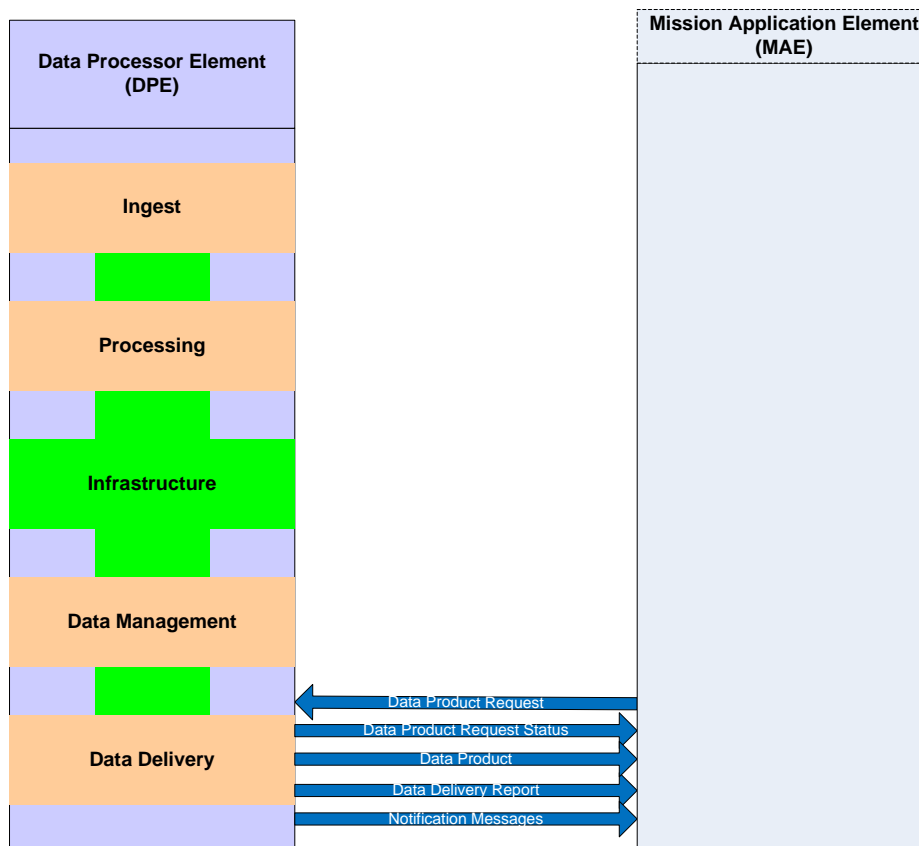 Data Processor Element
(DPE)
Mission Application Element
(MAE)
Ingest
Processing
Infrastructure
Data Management
Data Product Request
Data Product Request Status
Data Delivery
Data Product
Data Delivery Report
Notification Messages